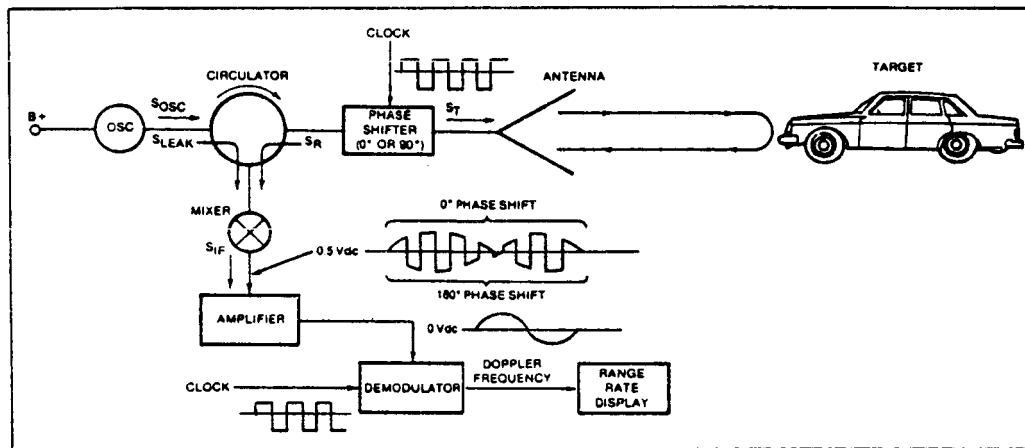 CLOCK
CIRCULATOR
ANTENNA
TARGET
B+
OSC
SOSC
SLEAK
SR
PHASE
SHIFTER
(0° OR 90°)
ST
MIXER
SIF
0.5 Vdc
0° PHASE SHIFT
180° PHASE SHIFT
AMPLIFIER
0 Vdc
CLOCK
DEMODULATOR
DOPPLER
FREQUENCY
RANGE
RATE
DISPLAY